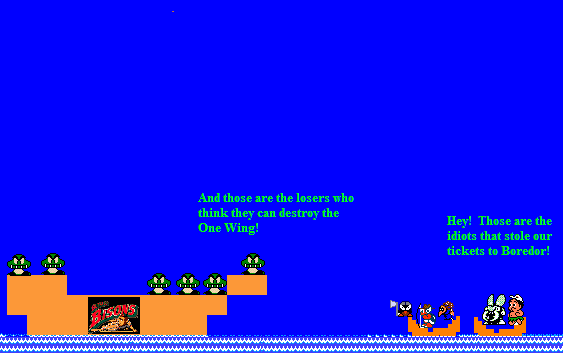 And those are the losers who
think they can destroy the
One Wing!
Hey!  Those are the
idiots that stole our
tickets to Boredor!